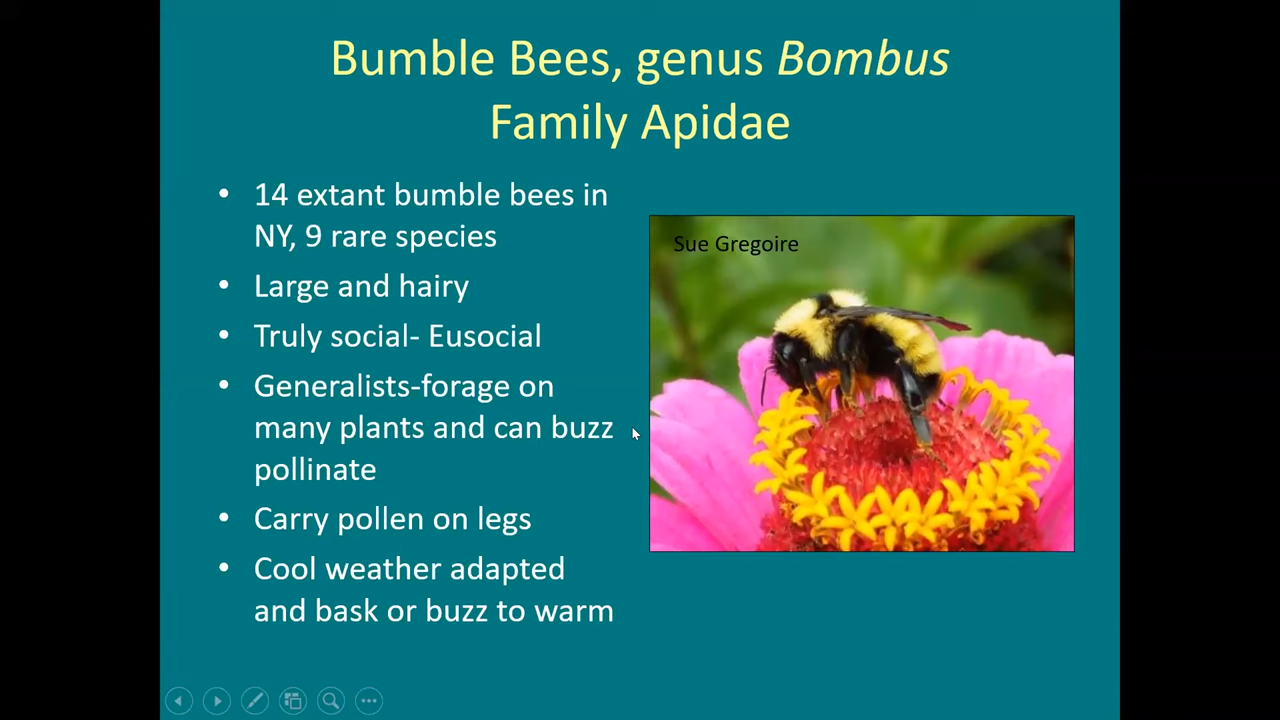 Bumble Bees, genus Bombus
Family Apidae
• 14 extant bumble bees in
NY, 9 rare species
• Large and hairy
• Truly social- Eusocial
• Generalists-forage on
many plants and can buzz
pollinate
• Carry pollen on legs
• Cool weather adapted
and bask or buzz to warm
Sue Gregoire